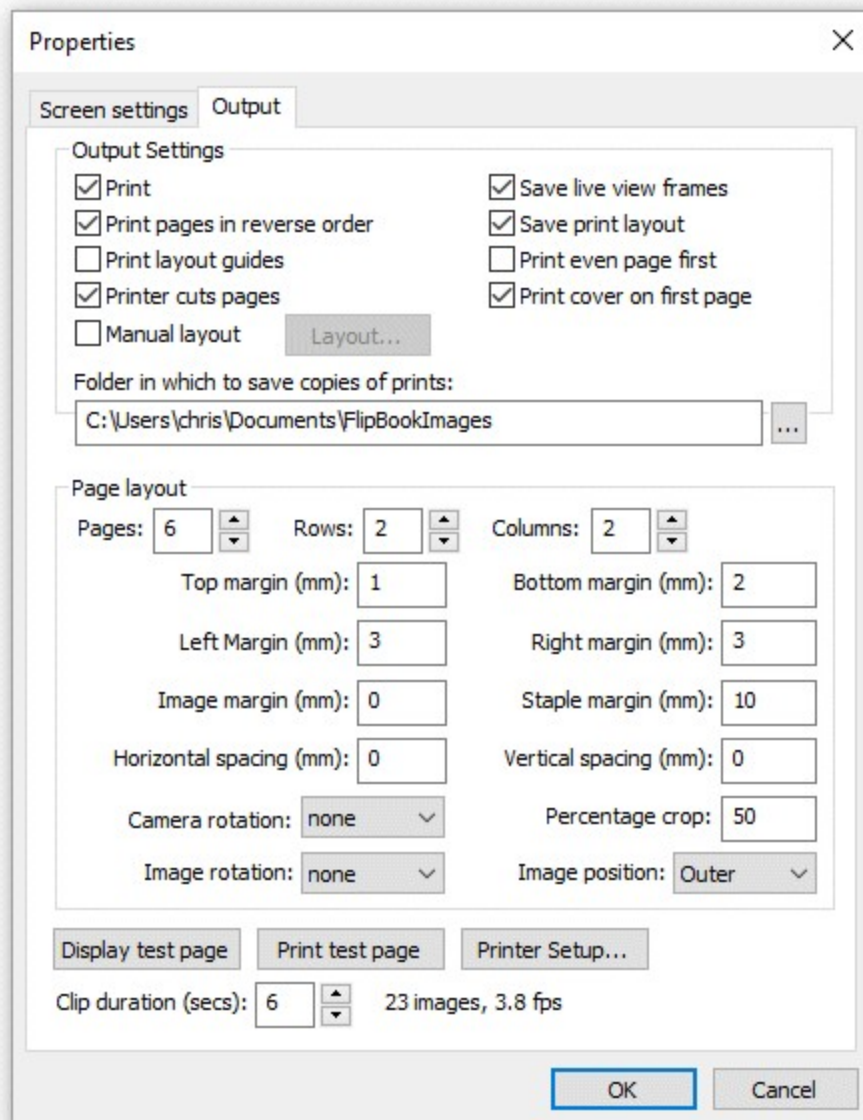 Properties
Screen settings Output
Output Settings
Print Save live view frames
Print pages in reverse order Save print layout
Print layout guides Print even page first
Printer cuts pages Print cover on first page
Manual layout Layout...
Folder in which to save copies of prints:
C:\Users\chris\Documents\FlipBookImages ...
Page layout
Pages: 6 Rows: 2 Columns: 2
Top margin (mm): 1 Bottom margin (mm): 2
Left Margin (mm): 3 Right margin (mm): 3
Image margin (mm): 0 Staple margin (mm): 10
Horizontal spacing (mm): 0 Vertical spacing (mm): 0
Camera rotation: none Percentage crop: 50
Image rotation: none Image position: Outer
Display test page Print test page Printer Setup...
Clip duration (secs): 6 23 images, 3.8 fps
OK Cancel